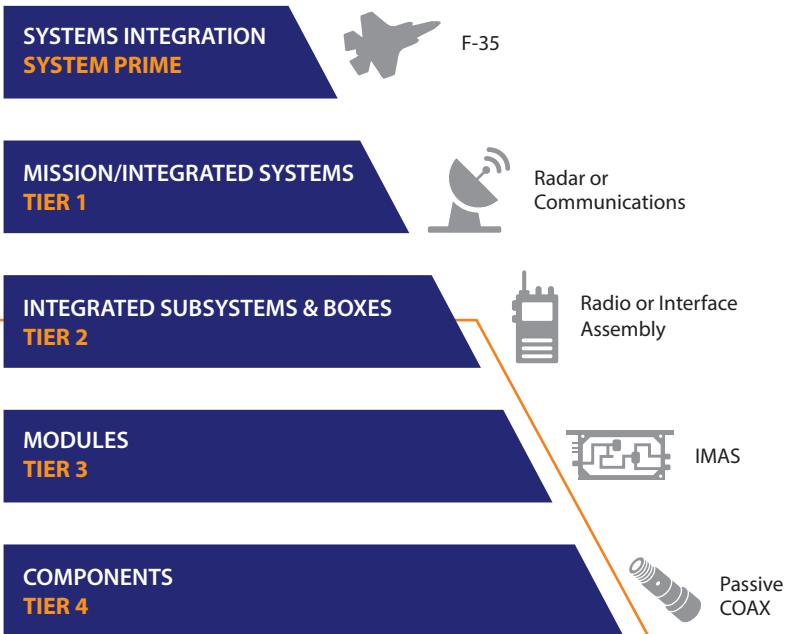 SYSTEMS INTEGRATION
SYSTEM PRIME
F-35
MISSION/INTEGRATED SYSTEMS
TIER 1
Radar or
Communications
INTEGRATED SUBSYSTEMS & BOXES
TIER 2
Radio or Interface
Assembly
MODULES
TIER 3
IMAS
COMPONENTS
TIER 4
Passive
COAX